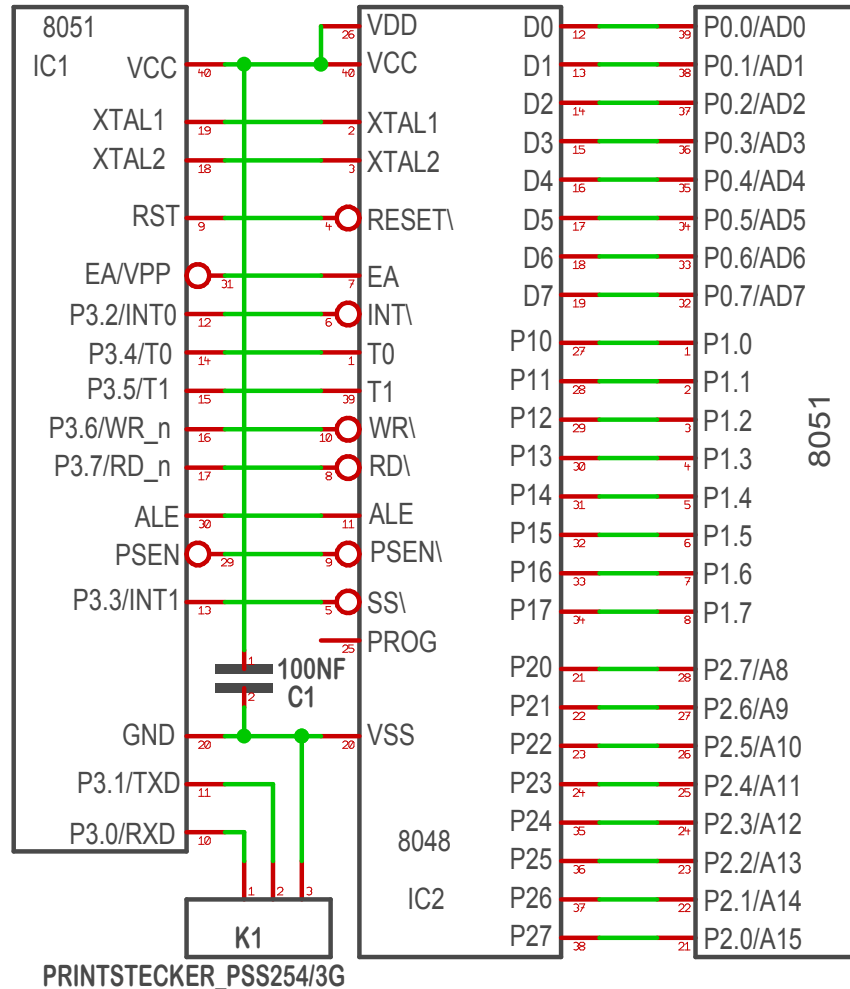 8051
IC1
VCC 40
XTAL1 19
XTAL2 18
RST 9
EA/VPP 31
P3.2/INT0 12
P3.4/T0 14
P3.5/T1 15
P3.6/WR_n 16
P3.7/RD_n 17
ALE 30
PSEN 29
P3.3/INT1 13
GND 20
P3.1/TXD 11
P3.0/RXD 10
1
100NF
2
C1
1 2 3
K1
PRINTSTECKER_PSS254/3G
26 VDD
40 VCC
2 XTAL1
3 XTAL2
4 RESET\
7 EA
6 INT\
1 T0
39 T1
10 WR\
8 RD\
11 ALE
9 PSEN\
5 SS\
25 PROG
20 VSS
8048
IC2
D0 12 39 P0.0/AD0
D1 13 38 P0.1/AD1
D2 14 37 P0.2/AD2
D3 15 36 P0.3/AD3
D4 16 35 P0.4/AD4
D5 17 34 P0.5/AD5
D6 18 33 P0.6/AD6
D7 19 32 P0.7/AD7
P10 27 1 P1.0
P11 28 2 P1.1
P12 29 3 P1.2
P13 30 4 P1.3
P14 31 5 P1.4
P15 32 6 P1.5
P16 33 7 P1.6
P17 34 8 P1.7
P20 21 28 P2.7/A8
P21 22 27 P2.6/A9
P22 23 26 P2.5/A10
P23 24 25 P2.4/A11
P24 35 24 P2.3/A12
P25 36 23 P2.2/A13
P26 37 22 P2.1/A14
P27 38 21 P2.0/A15
8051